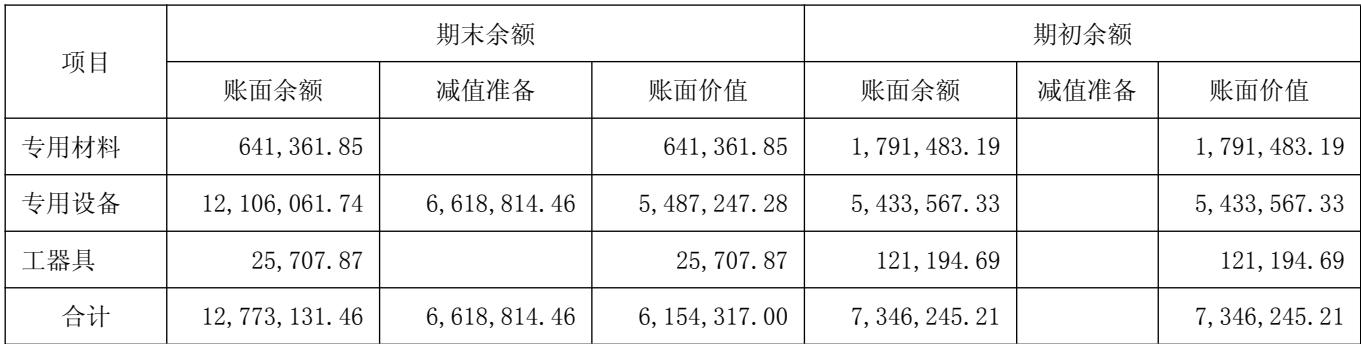 项目 期末余额 期初余额
账面余额 减值准备 账面价值 账面余额 减值准备 账面价值
专用材料 641,361.85 641,361.85 1,791,483.19 1,791,483.19
专用设备 12,106,061.74 6,618,814.46 5,487,247.28 5,433,567.33 5,433,567.33
工器具 25,707.87 25,707.87 121,194.69 121,194.69
合计 12,773,131.46 6,618,814.46 6,154,317.00 7,346,245.21 7,346,245.21